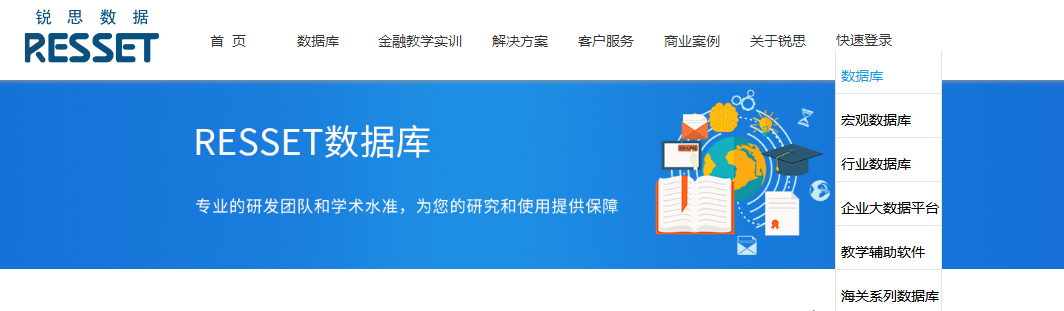 锐思数据
RESSET
首 页
数据库
金融教学实训
解决方案
客户服务
商业案例
关于锐思
快速登录
数据库
宏观数据库
行业数据库
企业大数据平台
教学辅助软件
海关系列数据库
RESSET数据库
专业的研发团队和学术水准，为您的研究和使用提供保障